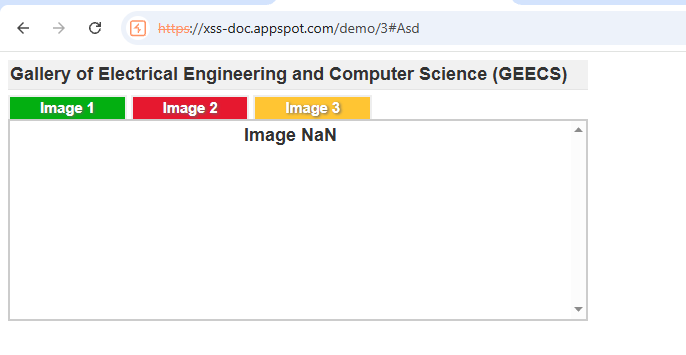 https://xss-doc.appspot.com/demo/3#Asd
Gallery of Electrical Engineering and Computer Science (GEECS)
Image 1 Image 2 Image 3
Image NaN